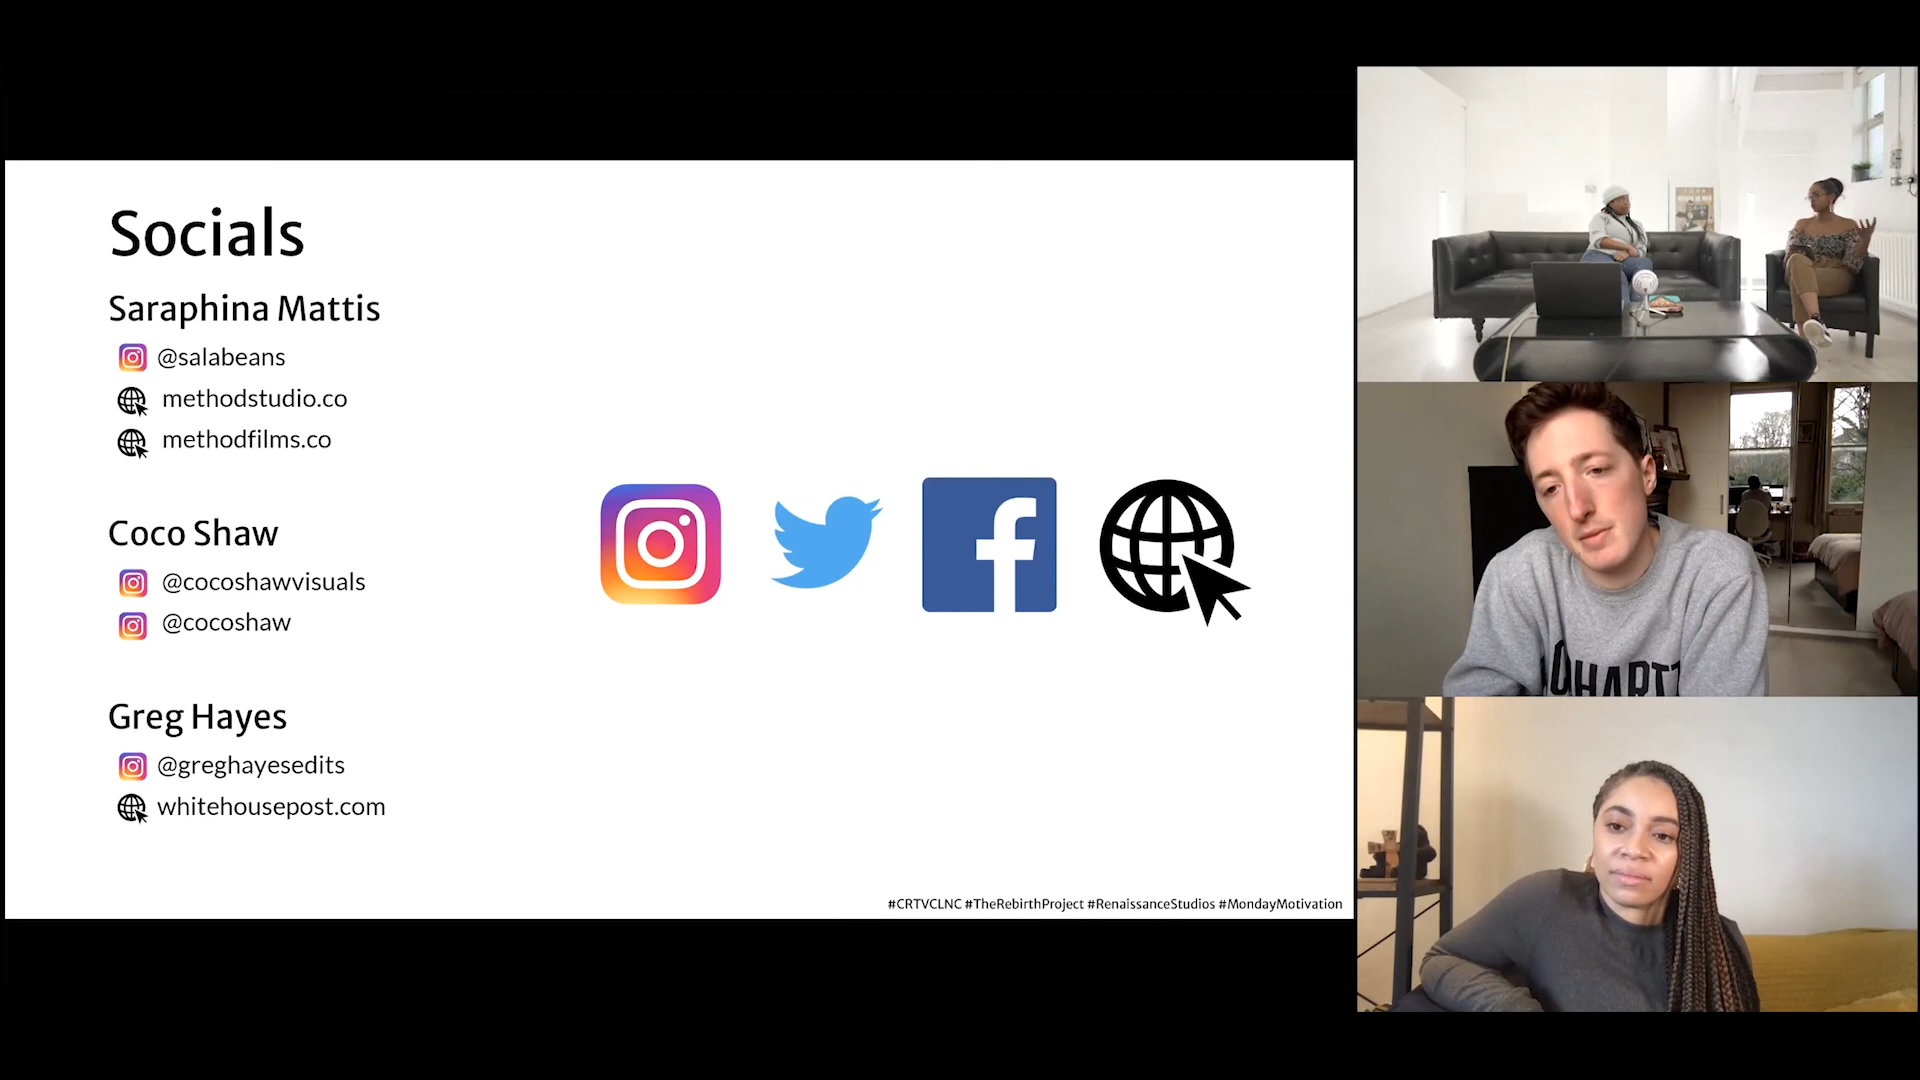 Socials
Saraphina Mattis
@salabeans
methodstudio.co
methodfilms.co
Coco Shaw
@cocoshawvisuals
@cocoshaw
Greg Hayes
@greghayesedits
whitehousepost.com
#CRTVCLNC #TheRebirthProject #RenaissanceStudios #MondayMotivation